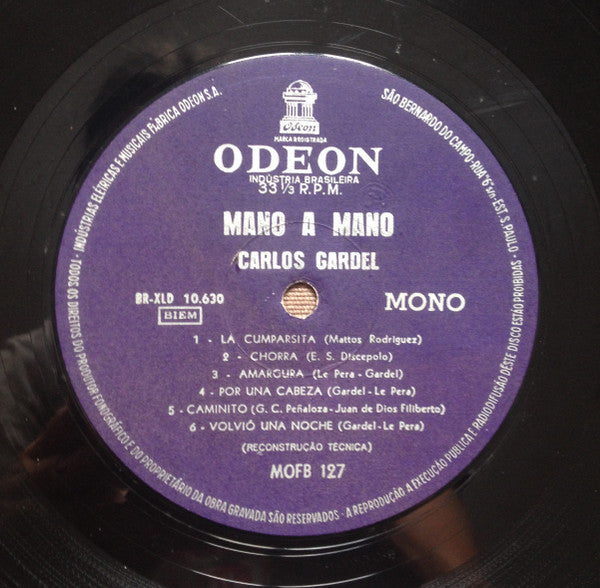 Odeon
MARCA REGISTRADA
ODEON
INDÚSTRIA BRASILEIRA
33 1/3 R.P.M.
MANO A MANO
CARLOS GARDEL
BR-XLD 10.630
BIEM
MONO
1 - LA CUMPARSITA (Mattos Rodriguez)
2 - CHORRA (E. S. Discepolo)
3 - AMARGURA (Le Pera - Gardel)
4 - POR UNA CABEZA (Gardel - Le Pera)
5 - CAMINITO (G. C. Peñaloza - Juan de Dios Filiberto)
6 - VOLVIÓ UNA NOCHE (Gardel - Le Pera)
(RECONSTRUÇÃO TÉCNICA)
MOFB 127
INDÚSTRIAS ELÉTRICAS E MUSICAIS FÁBRICA ODEON S.A. · SÃO BERNARDO DO CAMPO - RUA "6" s/n - EST. S. PAULO
· TODOS OS DIREITOS DO PRODUTOR FONOGRÁFICO E DO PROPRIETÁRIO DA OBRA GRAVADA SÃO RESERVADOS · A REPRODUÇÃO A EXECUÇÃO PUBLICA E RADIODIFUSÃO DESTE DISCO ESTÃO PROIBIDAS ·